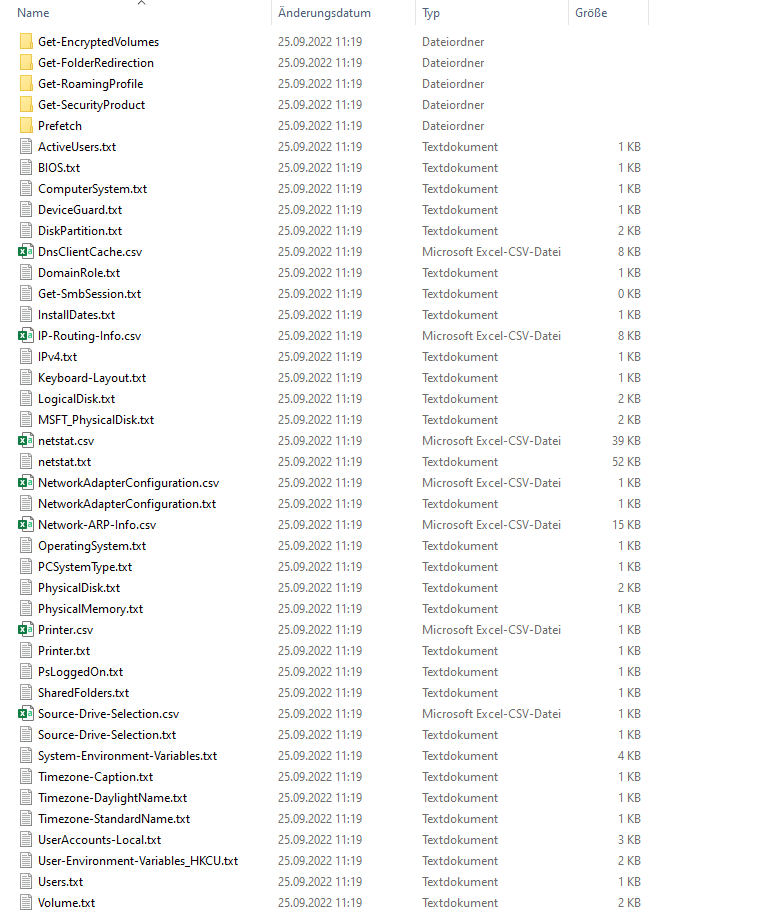 Name Änderungsdatum Typ Größe
Get-EncryptedVolumes 25.09.2022 11:19 Dateiordner
Get-FolderRedirection 25.09.2022 11:19 Dateiordner
Get-RoamingProfile 25.09.2022 11:19 Dateiordner
Get-SecurityProduct 25.09.2022 11:19 Dateiordner
Prefetch 25.09.2022 11:19 Dateiordner
ActiveUsers.txt 25.09.2022 11:19 Textdokument 1 KB
BIOS.txt 25.09.2022 11:19 Textdokument 1 KB
ComputerSystem.txt 25.09.2022 11:19 Textdokument 1 KB
DeviceGuard.txt 25.09.2022 11:19 Textdokument 1 KB
DiskPartition.txt 25.09.2022 11:19 Textdokument 2 KB
DnsClientCache.csv 25.09.2022 11:19 Microsoft Excel-CSV-Datei 8 KB
DomainRole.txt 25.09.2022 11:19 Textdokument 1 KB
Get-SmbSession.txt 25.09.2022 11:19 Textdokument 0 KB
InstallDates.txt 25.09.2022 11:19 Textdokument 1 KB
IP-Routing-Info.csv 25.09.2022 11:19 Microsoft Excel-CSV-Datei 8 KB
IPv4.txt 25.09.2022 11:19 Textdokument 1 KB
Keyboard-Layout.txt 25.09.2022 11:19 Textdokument 1 KB
LogicalDisk.txt 25.09.2022 11:19 Textdokument 2 KB
MSFT_PhysicalDisk.txt 25.09.2022 11:19 Textdokument 2 KB
netstat.csv 25.09.2022 11:19 Microsoft Excel-CSV-Datei 39 KB
netstat.txt 25.09.2022 11:19 Textdokument 52 KB
NetworkAdapterConfiguration.csv 25.09.2022 11:19 Microsoft Excel-CSV-Datei 1 KB
NetworkAdapterConfiguration.txt 25.09.2022 11:19 Textdokument 1 KB
Network-ARP-Info.csv 25.09.2022 11:19 Microsoft Excel-CSV-Datei 15 KB
OperatingSystem.txt 25.09.2022 11:19 Textdokument 1 KB
PCSystemType.txt 25.09.2022 11:19 Textdokument 1 KB
PhysicalDisk.txt 25.09.2022 11:19 Textdokument 2 KB
PhysicalMemory.txt 25.09.2022 11:19 Textdokument 1 KB
Printer.csv 25.09.2022 11:19 Microsoft Excel-CSV-Datei 1 KB
Printer.txt 25.09.2022 11:19 Textdokument 1 KB
PsLoggedOn.txt 25.09.2022 11:19 Textdokument 1 KB
SharedFolders.txt 25.09.2022 11:19 Textdokument 1 KB
Source-Drive-Selection.csv 25.09.2022 11:19 Microsoft Excel-CSV-Datei 1 KB
Source-Drive-Selection.txt 25.09.2022 11:19 Textdokument 1 KB
System-Environment-Variables.txt 25.09.2022 11:19 Textdokument 4 KB
Timezone-Caption.txt 25.09.2022 11:19 Textdokument 1 KB
Timezone-DaylightName.txt 25.09.2022 11:19 Textdokument 1 KB
Timezone-StandardName.txt 25.09.2022 11:19 Textdokument 1 KB
UserAccounts-Local.txt 25.09.2022 11:19 Textdokument 3 KB
User-Environment-Variables_HKCU.txt 25.09.2022 11:19 Textdokument 2 KB
Users.txt 25.09.2022 11:19 Textdokument 1 KB
Volume.txt 25.09.2022 11:19 Textdokument 2 KB